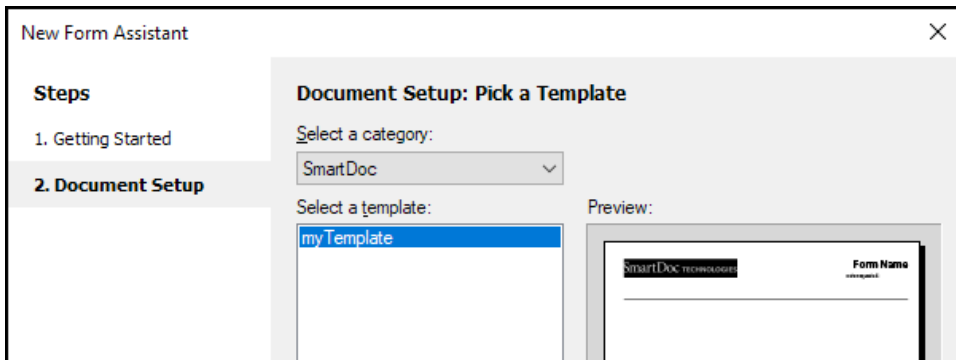 New Form Assistant
Steps
1. Getting Started
2. Document Setup
Document Setup: Pick a Template
Select a category:
SmartDoc
Select a template:
myTemplate
Preview:
SmartDoc TECHNOLOGIES
Form Name